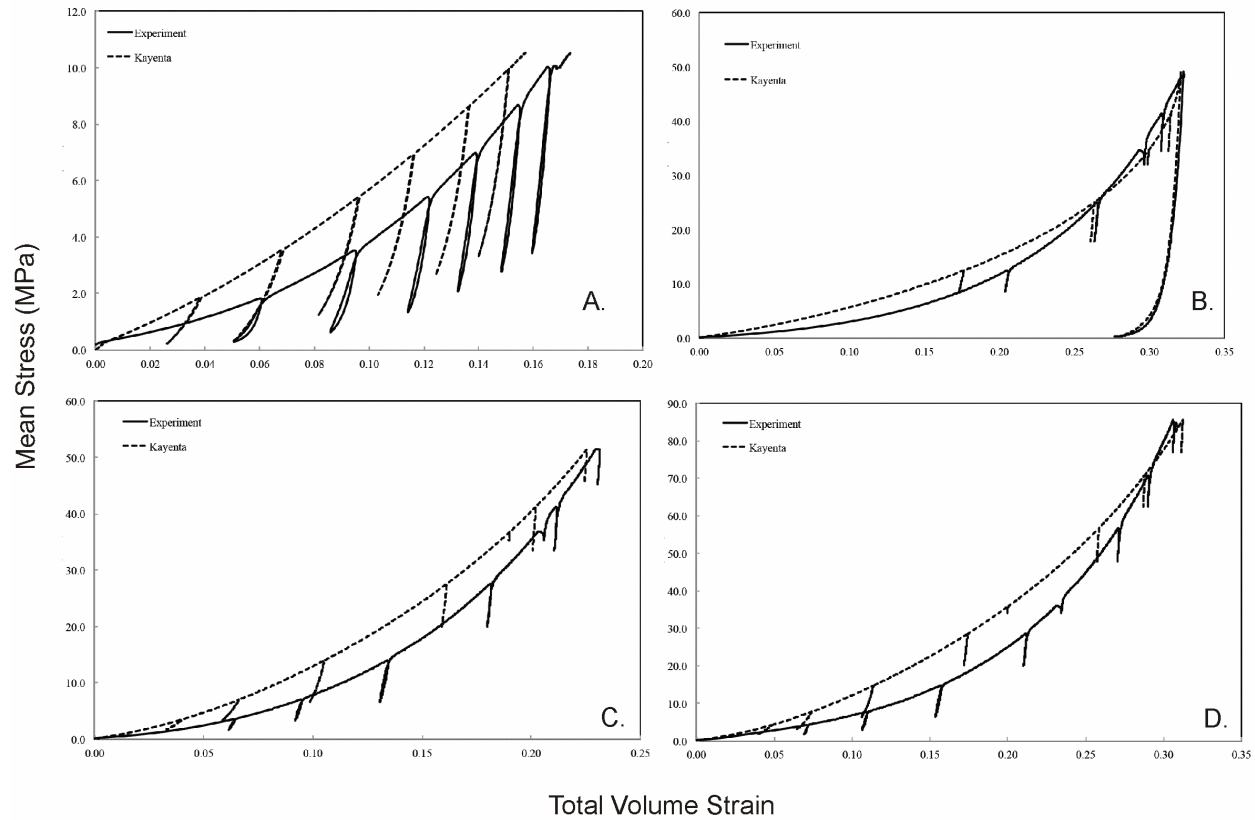 12.0
10.0
8.0
6.0
4.0
2.0
0.0
0.00 0.02 0.04 0.06 0.08 0.10 0.12 0.14 0.16 0.18 0.20
Experiment
Kayenta
A.
60.0
50.0
40.0
30.0
20.0
10.0
0.0
0.00 0.05 0.10 0.15 0.20 0.25 0.30 0.35
Experiment
Kayenta
B.
60.0
50.0
40.0
30.0
20.0
10.0
0.0
0.00 0.05 0.10 0.15 0.20 0.25
Experiment
Kayenta
C.
90.0
80.0
70.0
60.0
50.0
40.0
30.0
20.0
10.0
0.0
0.00 0.05 0.10 0.15 0.20 0.25 0.30 0.35
Experiment
Kayenta
D.
Mean Stress (MPa)
Total Volume Strain